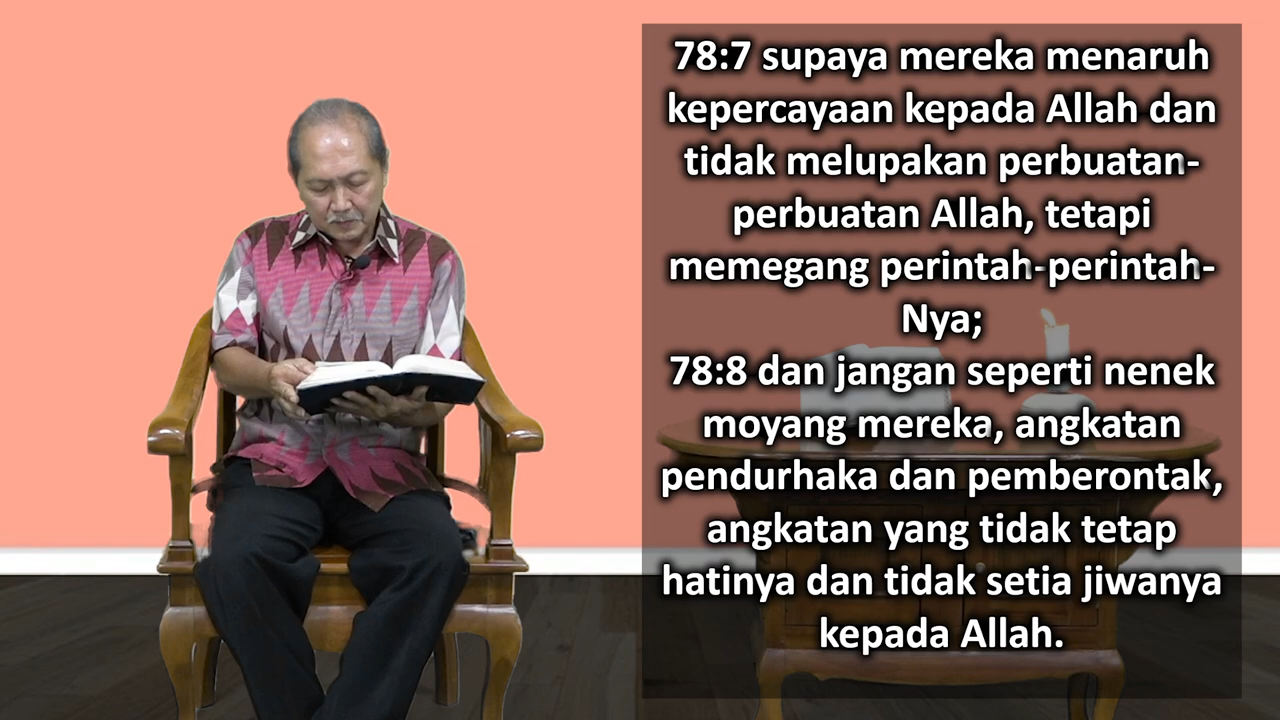 78:7 supaya mereka menaruh
kepercayaan kepada Allah dan
tidak melupakan perbuatan-
perbuatan Allah, tetapi
memegang perintah-perintah-
Nya;
78:8 dan jangan seperti nenek
moyang mereka, angkatan
pendurhaka dan pemberontak,
angkatan yang tidak tetap
hatinya dan tidak setia jiwanya
kepada Allah.